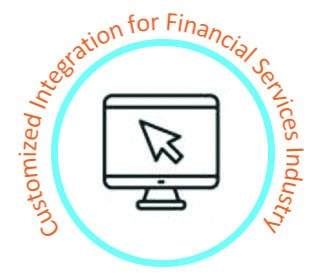 Customized Integration for Financial Services Industry